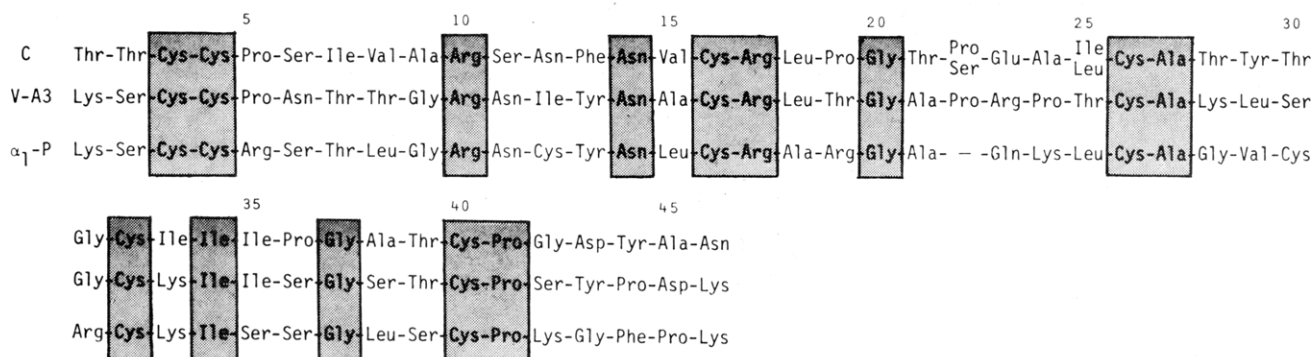 5 10 15 20 25 30
C Thr-Thr-Cys-Cys-Pro-Ser-Ile-Val-Ala-Arg-Ser-Asn-Phe-Asn-Val-Cys-Arg-Leu-Pro-Gly-Thr-Pro/Ser-Glu-Ala-Ile/Leu-Cys-Ala-Thr-Tyr-Thr
V-A3 Lys-Ser-Cys-Cys-Pro-Asn-Thr-Thr-Gly-Arg-Asn-Ile-Tyr-Asn-Ala-Cys-Arg-Leu-Thr-Gly-Ala-Pro-Arg-Pro-Thr-Cys-Ala-Lys-Leu-Ser
α1-P Lys-Ser-Cys-Cys-Arg-Ser-Thr-Leu-Gly-Arg-Asn-Cys-Tyr-Asn-Leu-Cys-Arg-Ala-Arg-Gly-Ala- — -Gln-Lys-Leu-Cys-Ala-Gly-Val-Cys
35 40 45
Gly-Cys-Ile-Ile-Ile-Pro-Gly-Ala-Thr-Cys-Pro-Gly-Asp-Tyr-Ala-Asn
Gly-Cys-Lys-Ile-Ile-Ser-Gly-Ser-Thr-Cys-Pro-Ser-Tyr-Pro-Asp-Lys
Arg-Cys-Lys-Ile-Ser-Ser-Gly-Leu-Ser-Cys-Pro-Lys-Gly-Phe-Pro-Lys